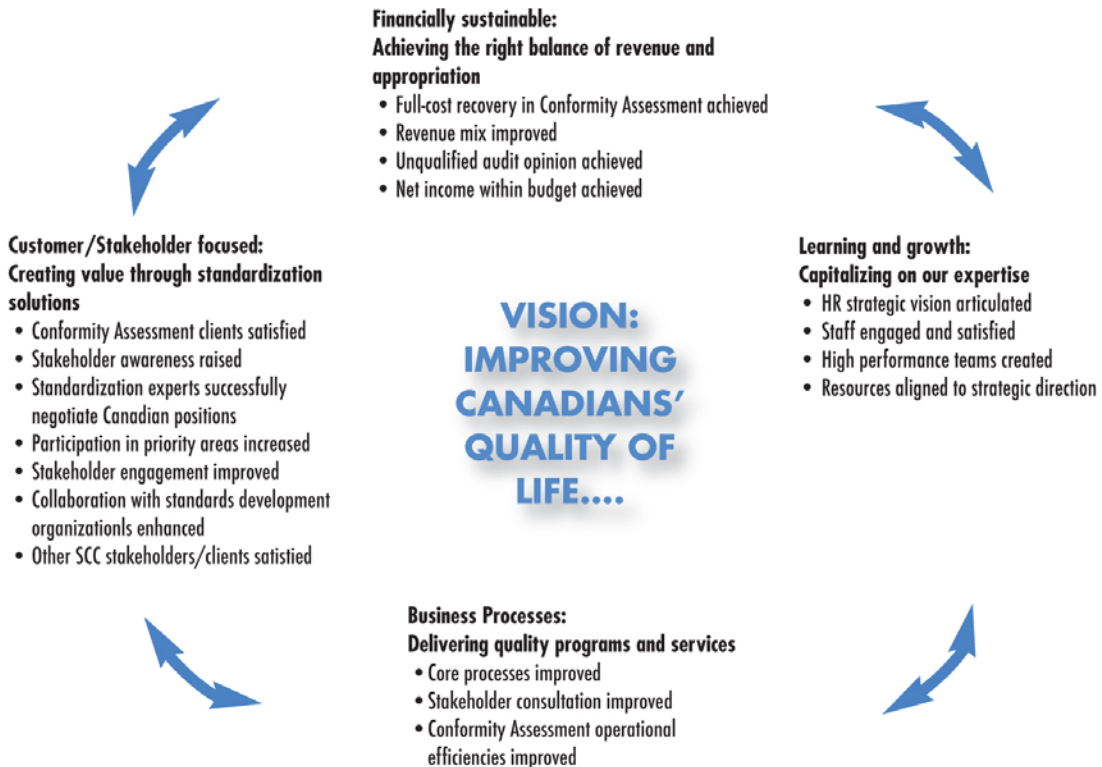 Financially sustainable:
Achieving the right balance of revenue and
appropriation
• Full-cost recovery in Conformity Assessment achieved
• Revenue mix improved
• Unqualified audit opinion achieved
• Net income within budget achieved
Customer/Stakeholder focused:
Creating value through standardization
solutions
• Conformity Assessment clients satisfied
• Stakeholder awareness raised
• Standardization experts successfully
negotiate Canadian positions
• Participation in priority areas increased
• Stakeholder engagement improved
• Collaboration with standards development
organizationls enhanced
• Other SCC stakeholders/clients satistied
VISION:
IMPROVING
CANADIANS'
QUALITY OF
LIFE....
Learning and growth:
Capitalizing on our expertise
• HR strategic vision articulated
• Staff engaged and satisfied
• High performance teams created
• Resources aligned to strategic direction
Business Processes:
Delivering quality programs and services
• Core processes improved
• Stakeholder consultation improved
• Conformity Assessment operational
efficiencies improved